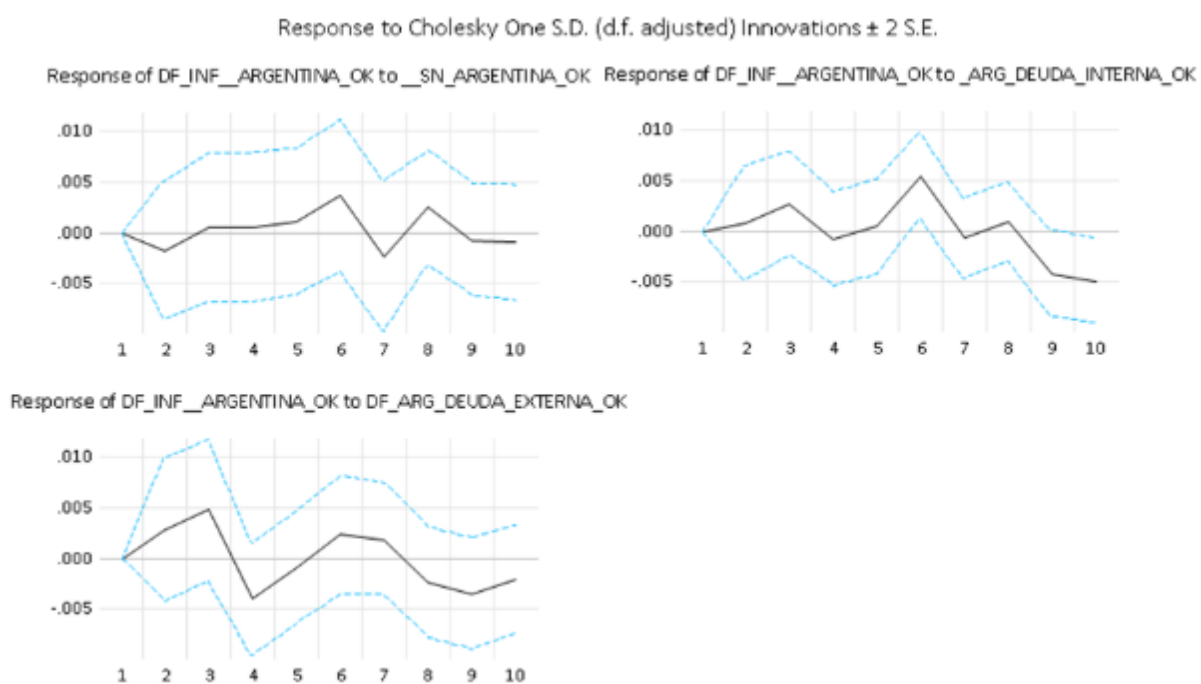 Response to Cholesky One S.D. (d.f. adjusted) Innovations ± 2 S.E.
Response of DF_INF__ARGENTINA_OK to __SN_ARGENTINA_OK
.010
.005
.000
-.005
1 2 3 4 5 6 7 8 9 10
Response of DF_INF__ARGENTINA_OK to _ARG_DEUDA_INTERNA_OK
.010
.005
.000
-.005
1 2 3 4 5 6 7 8 9 10
Response of DF_INF__ARGENTINA_OK to DF_ARG_DEUDA_EXTERNA_OK
.010
.005
.000
-.005
1 2 3 4 5 6 7 8 9 10